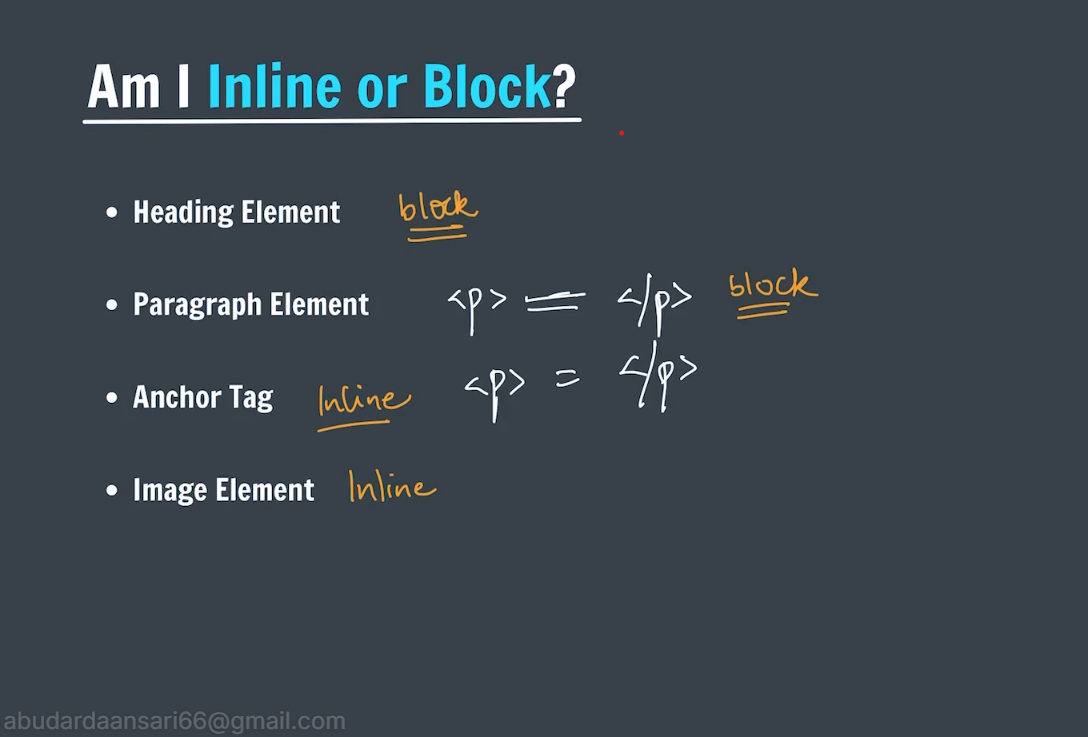 Am I Inline or Block?
• Heading Element block
• Paragraph Element <p> = </p> block
<p> = </p>
• Anchor Tag Inline
• Image Element Inline
abudardaansari66@gmail.com